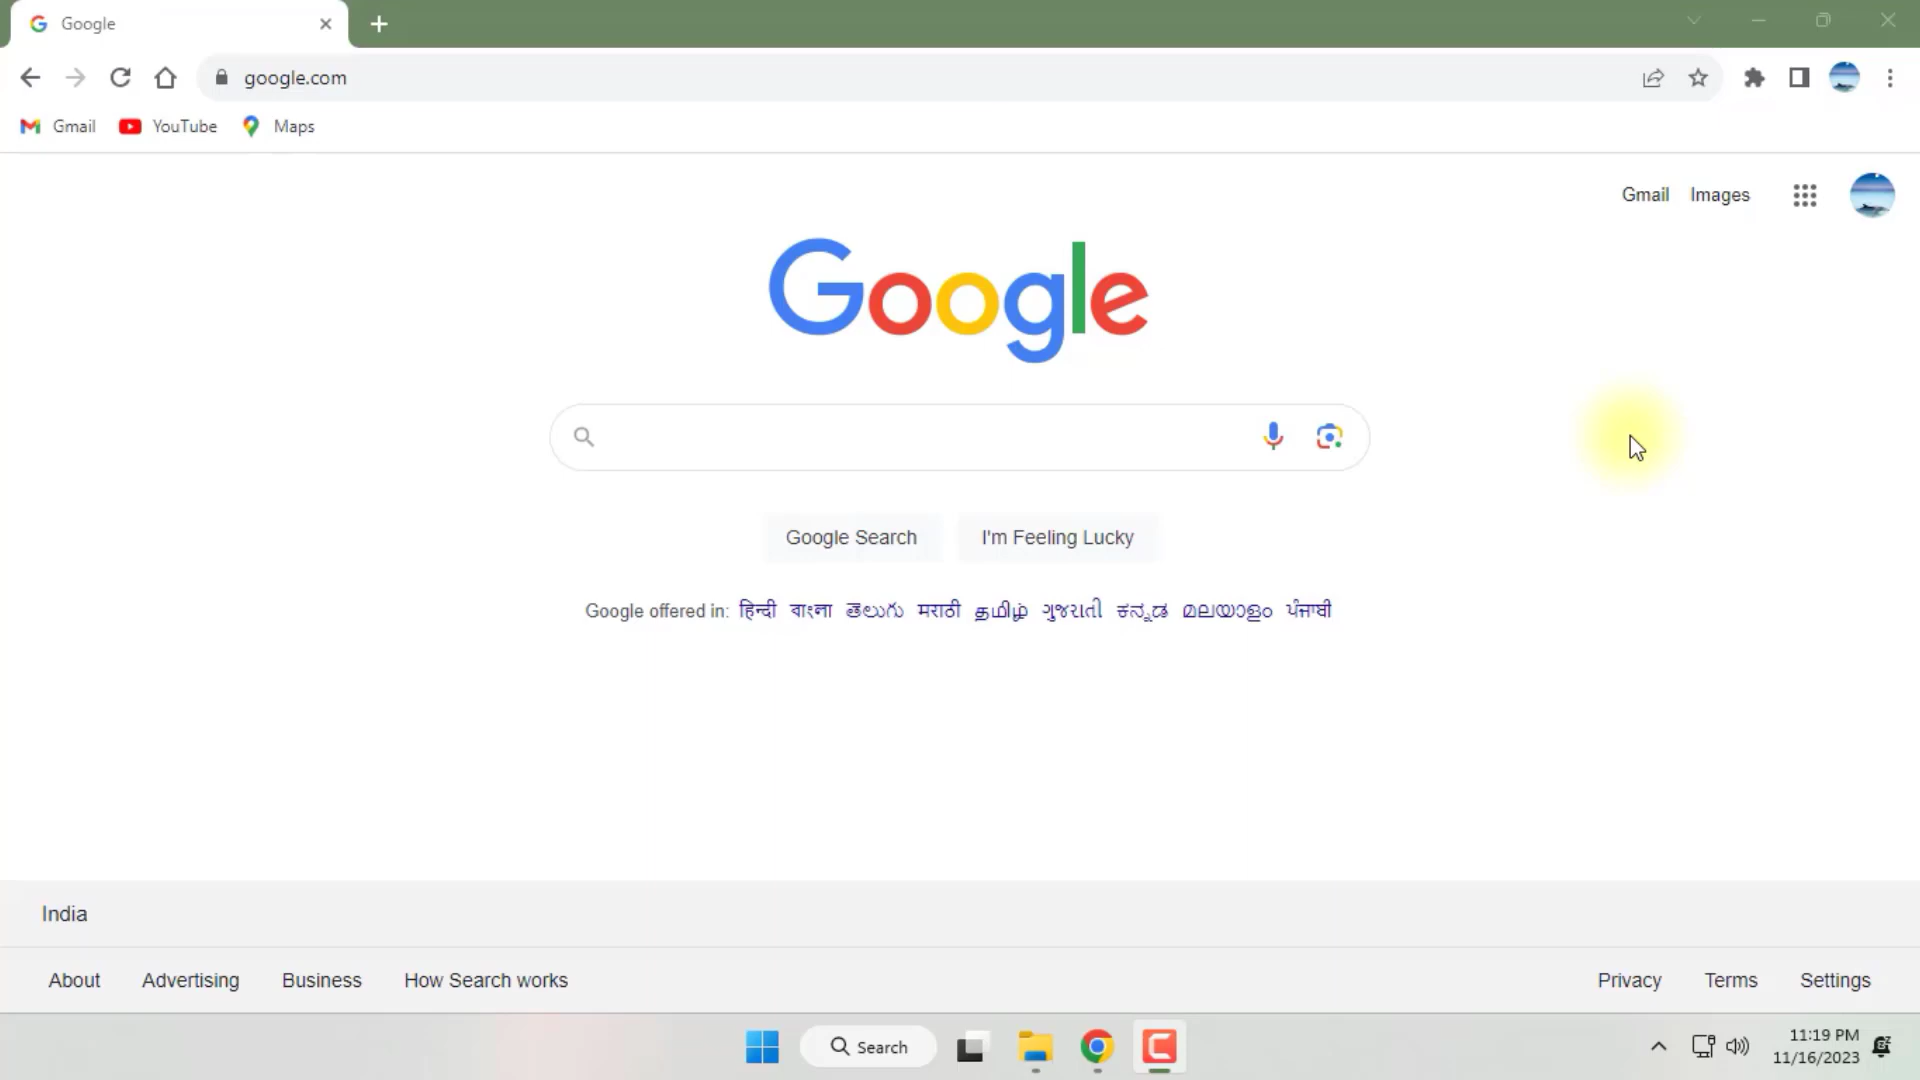 Google
google.com
Gmail YouTube Maps
Gmail Images
Google
Google Search I'm Feeling Lucky
Google offered in: हिन्दी বাংলা తెలుగు मराठी தமிழ் ગુજરાતી ಕನ್ನಡ മലയാളം ਪੰਜਾਬੀ
India
About Advertising Business How Search works Privacy Terms Settings
Search
11:19 PM
11/16/2023